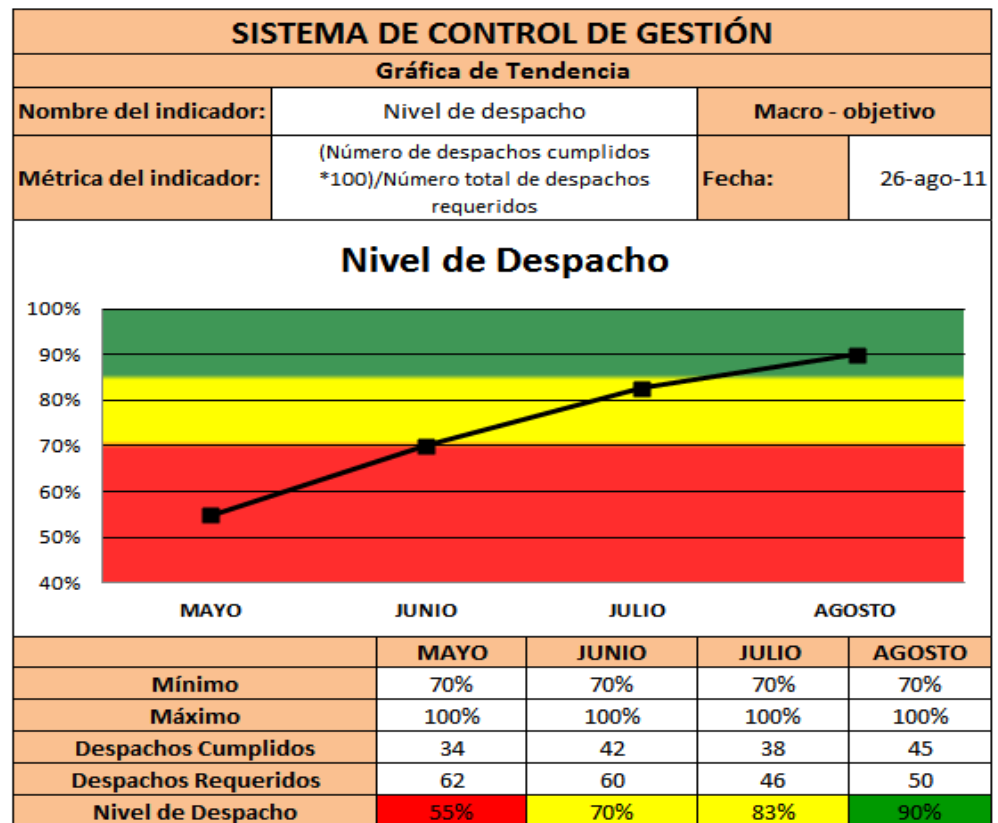 SISTEMA DE CONTROL DE GESTIÓN
Gráfica de Tendencia
Nombre del indicador: Nivel de despacho Macro - objetivo
Métrica del indicador: (Número de despachos cumplidos
*100)/Número total de despachos
requeridos
Fecha: 26-ago-11
Nivel de Despacho
100%
90%
80%
70%
60%
50%
40%
MAYO JUNIO JULIO AGOSTO
MAYO JUNIO JULIO AGOSTO
Mínimo 70% 70% 70% 70%
Máximo 100% 100% 100% 100%
Despachos Cumplidos 34 42 38 45
Despachos Requeridos 62 60 46 50
Nivel de Despacho 55% 70% 83% 90%